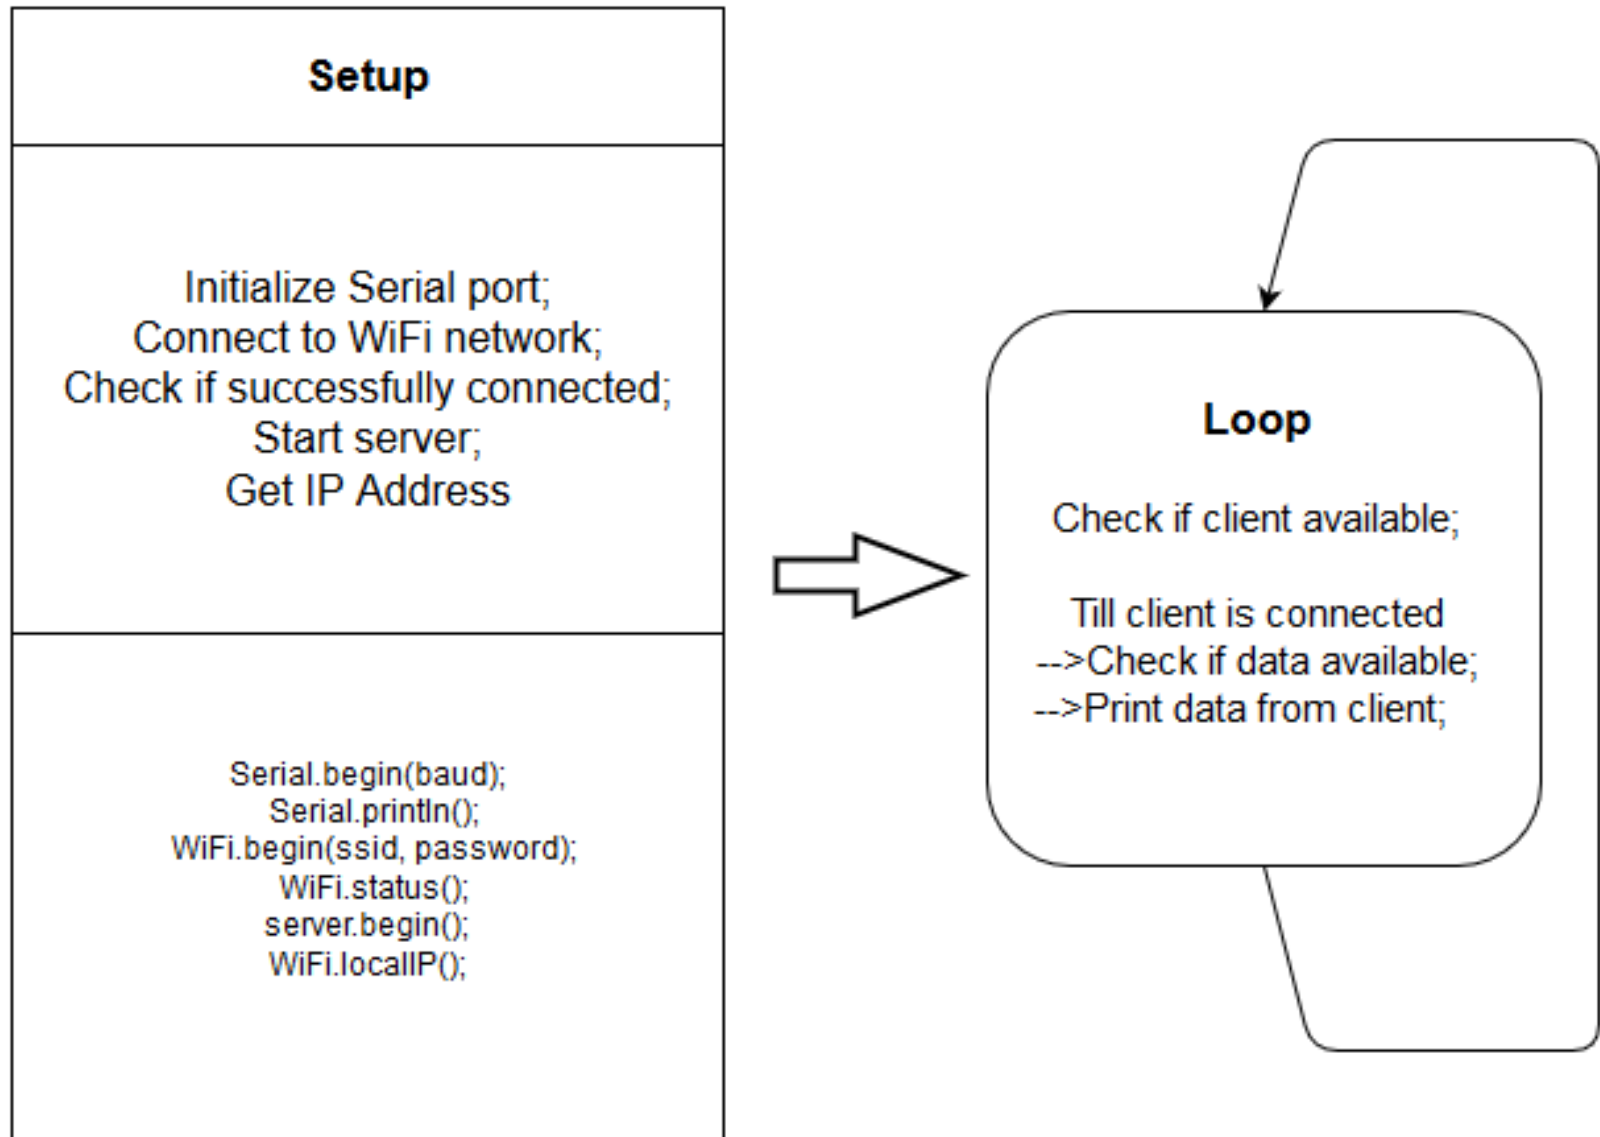 Setup
Initialize Serial port;
Connect to WiFi network;
Check if successfully connected;
Start server;
Get IP Address
Serial.begin(baud);
Serial.println();
WiFi.begin(ssid, password);
WiFi.status();
server.begin();
WiFi.localIP();
Loop
Check if client available;
Till client is connected
-->Check if data available;
-->Print data from client;